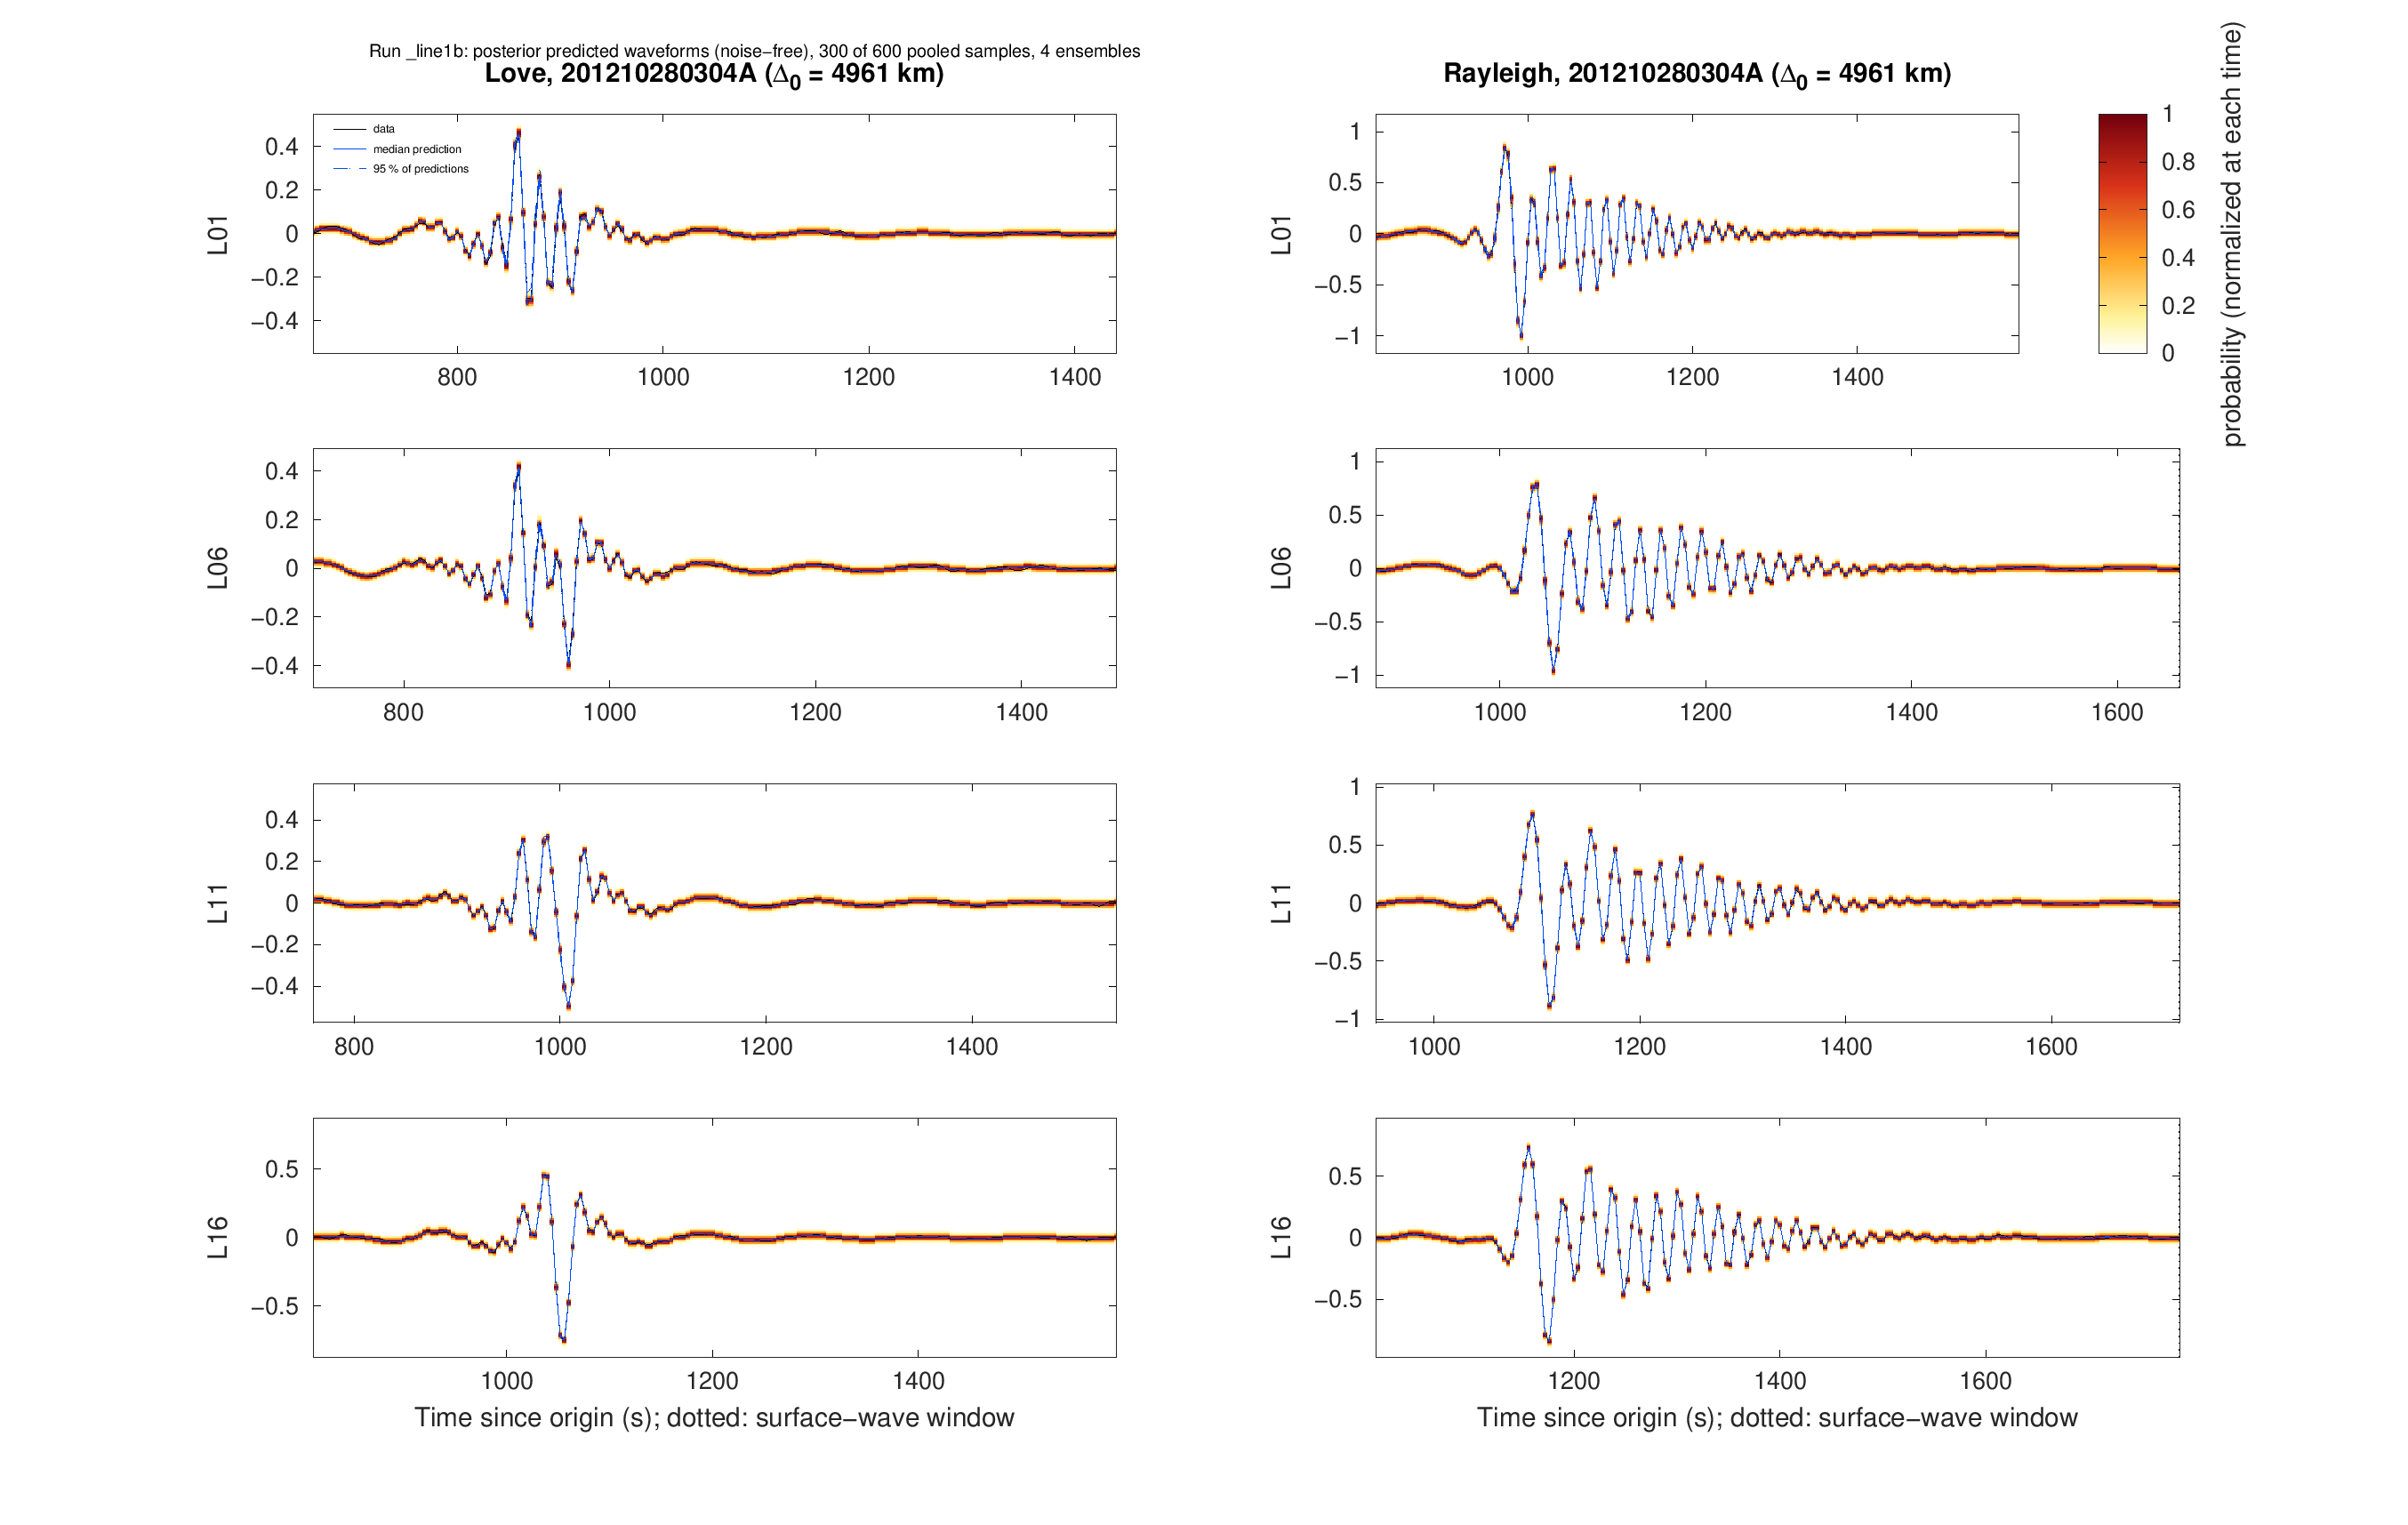 Run _line1b: posterior predicted waveforms (noise−free), 300 of 600 pooled samples, 4 ensembles
Love, 201210280304A (Δ0 = 4961 km)
Rayleigh, 201210280304A (Δ0 = 4961 km)
data
median prediction
95 % of predictions
L01
0.4
0.2
0
−0.2
−0.4
800 1000 1200 1400
L01
1
0.5
0
−0.5
−1
1000 1200 1400
1
0.8
0.6
0.4
0.2
0
probability (normalized at each time)
L06
0.4
0.2
0
−0.2
−0.4
800 1000 1200 1400
L06
1
0.5
0
−0.5
−1
1000 1200 1400 1600
L11
0.4
0.2
0
−0.2
−0.4
800 1000 1200 1400
L11
1
0.5
0
−0.5
−1
1000 1200 1400 1600
L16
0.5
0
−0.5
1000 1200 1400
Time since origin (s); dotted: surface−wave window
L16
0.5
0
−0.5
1200 1400 1600
Time since origin (s); dotted: surface−wave window